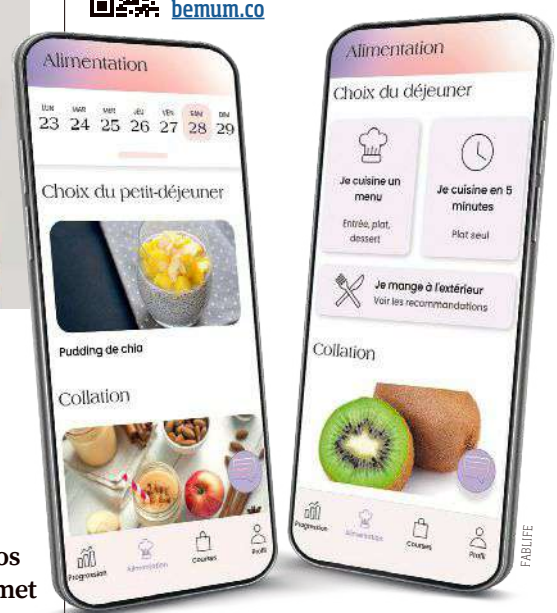 bemum.co
Alimentation
LUN MAR MER JEU VEN SAM DIM
23 24 25 26 27 28 29
Choix du petit-déjeuner
Pudding de chia
Collation
Progression Alimentation Courses Profil
Alimentation
Choix du déjeuner
Je cuisine un
menu
Entrée, plat,
dessert
Je cuisine en 5
minutes
Plat seul
Je mange à l'extérieur
Voir les recommandations
Collation
Progression Alimentation Courses Profil
FABLIFE
os
met